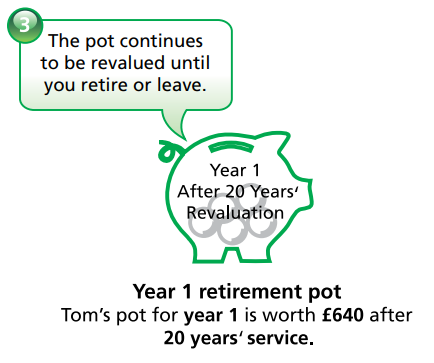 3
The pot continues
to be revalued until
you retire or leave.
Year 1
After 20 Years‘
Revaluation
Year 1 retirement pot
Tom’s pot for year 1 is worth £640 after
20 years‘ service.